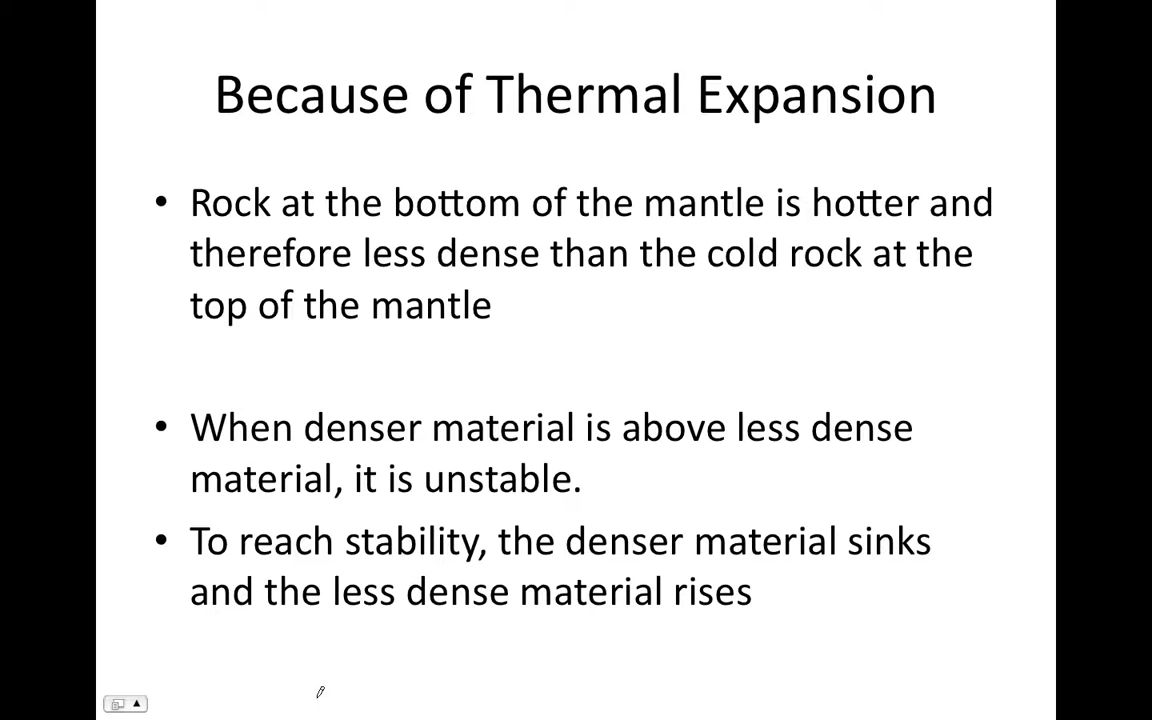 Because of Thermal Expansion
• Rock at the bottom of the mantle is hotter and
therefore less dense than the cold rock at the
top of the mantle
• When denser material is above less dense
material, it is unstable.
• To reach stability, the denser material sinks
and the less dense material rises